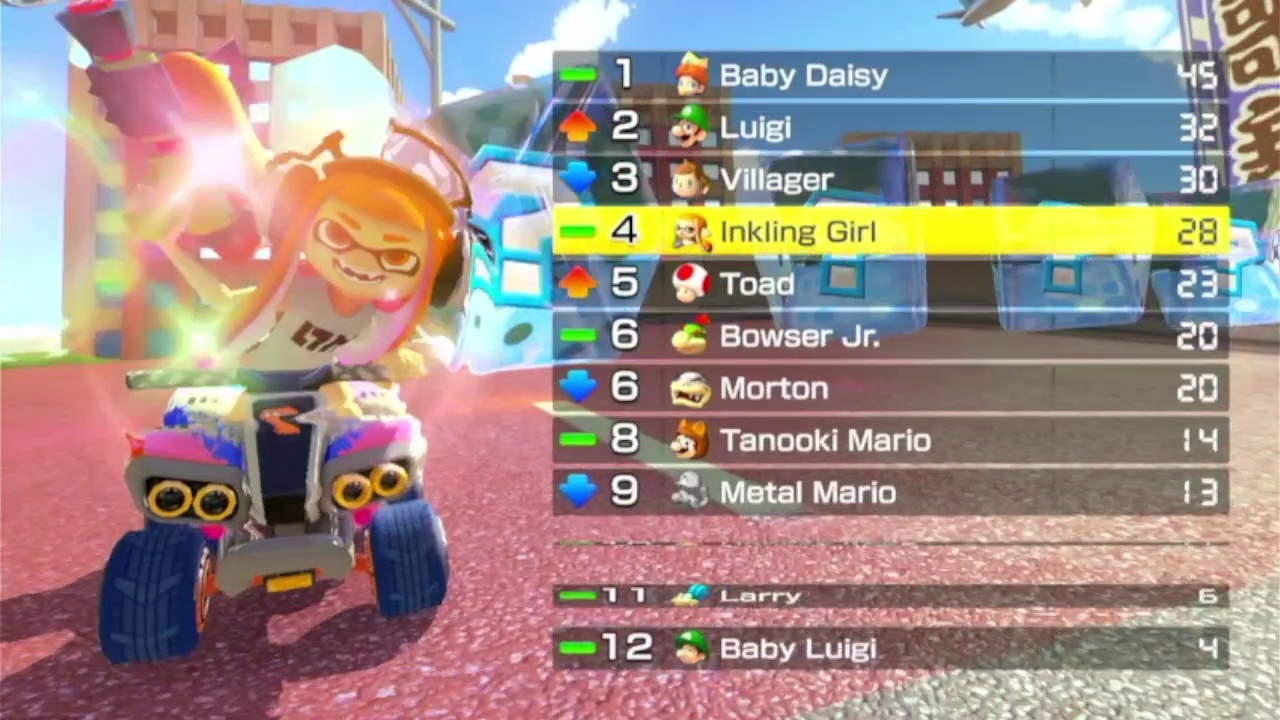 1 Baby Daisy 45
2 Luigi 32
3 Villager 30
4 Inkling Girl 28
5 Toad 23
6 Bowser Jr. 20
6 Morton 20
8 Tanooki Mario 14
9 Metal Mario 13
11 Larry 6
12 Baby Luigi 4